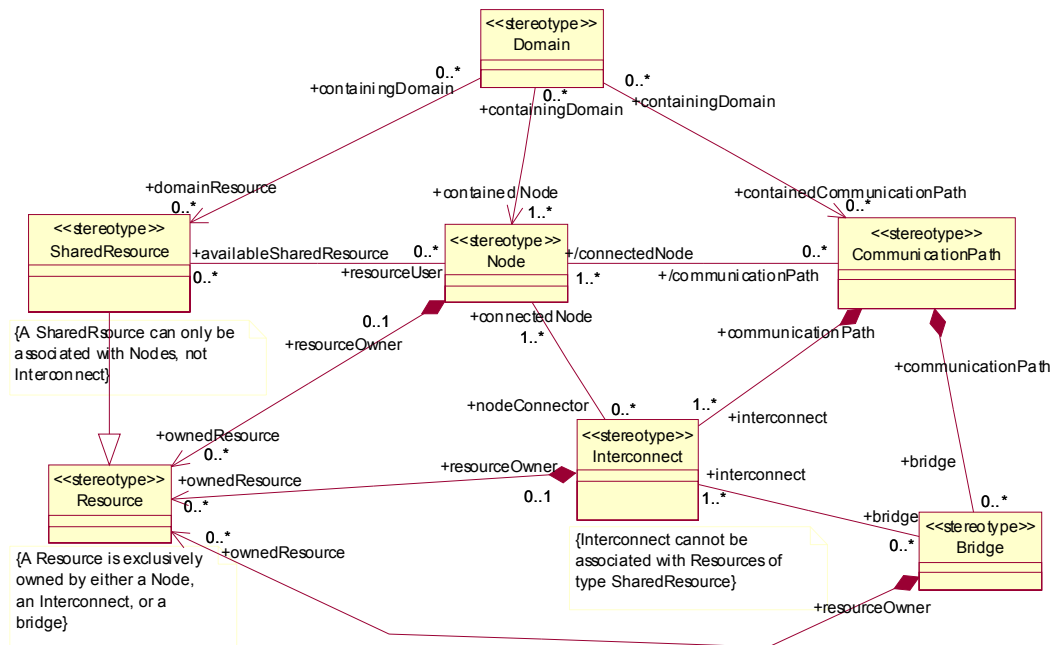 <<stereotype>>
Domain
0..*
+containingDomain
0..*
+containingDomain
0..*
+containingDomain
+domainResource
0..*
+containedNode
1..*
+containedCommunicationPath
0..*
<<stereotype>>
SharedResource
+availableSharedResource
0..*
0..*
+resourceUser
<<stereotype>>
Node
+/connectedNode
1..*
0..*
+/communicationPath
<<stereotype>>
CommunicationPath
{A SharedRsource can only be
associated with Nodes, not
Interconnect}
0..1
+resourceOwner
+connectedNode
1..*
+communicationPath
+communicationPath
+nodeConnector
0..*
1..*
+interconnect
+ownedResource
0..*
<<stereotype>>
Resource
+ownedResource
0..*
+resourceOwner
0..1
<<stereotype>>
Interconnect
+interconnect
1..*
+bridge
0..*
+bridge
0..*
<<stereotype>>
Bridge
0..*
+ownedResource
{A Resource is exclusively
owned by either a Node,
an Interconnect, or a
bridge}
{Interconnect cannot be
associated with Resources of
type SharedResource}
+resourceOwner